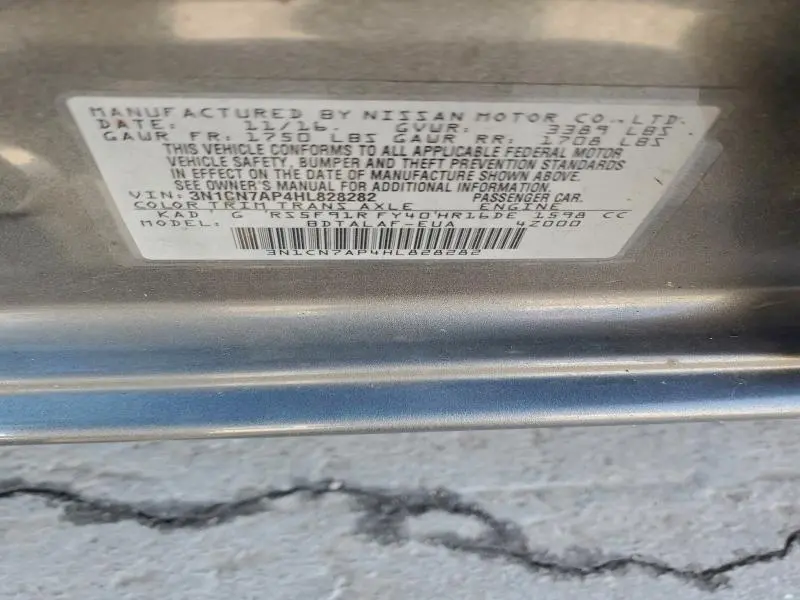 MANUFACTURED BY NISSAN MOTOR CO.,LTD.
DATE: 11/16 GVWR: 3389 LBS
GAWR FR: 1750 LBS GAWR RR: 1708 LBS
THIS VEHICLE CONFORMS TO ALL APPLICABLE FEDERAL MOTOR
VEHICLE SAFETY, BUMPER AND THEFT PREVENTION STANDARDS
IN EFFECT ON THE DATE OF MANUFACTURE SHOWN ABOVE.
SEE OWNER'S MANUAL FOR ADDITIONAL INFORMATION.
VIN: 3N1CN7AP4HL828282 PASSENGER CAR.
COLOR TRIM TRANS AXLE ENGINE
KAD G RS5F91R FY40 HR16DE 1598 CC
MODEL: BDTALAF-EUA 4Z000
3N1CN7AP4HL828282